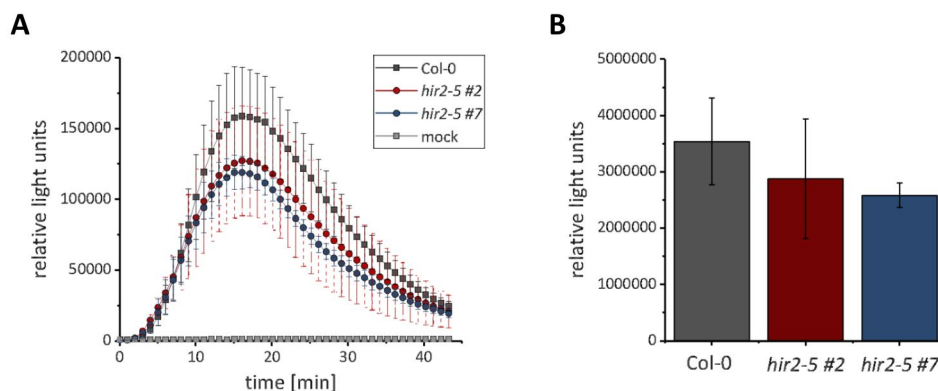 A
relative light units
200000
150000
100000
50000
0
0 10 20 30 40
time [min]
Col-0
hir2-5 #2
hir2-5 #7
mock
B
relative light units
5000000
4000000
3000000
2000000
1000000
0
Col-0 hir2-5 #2 hir2-5 #7